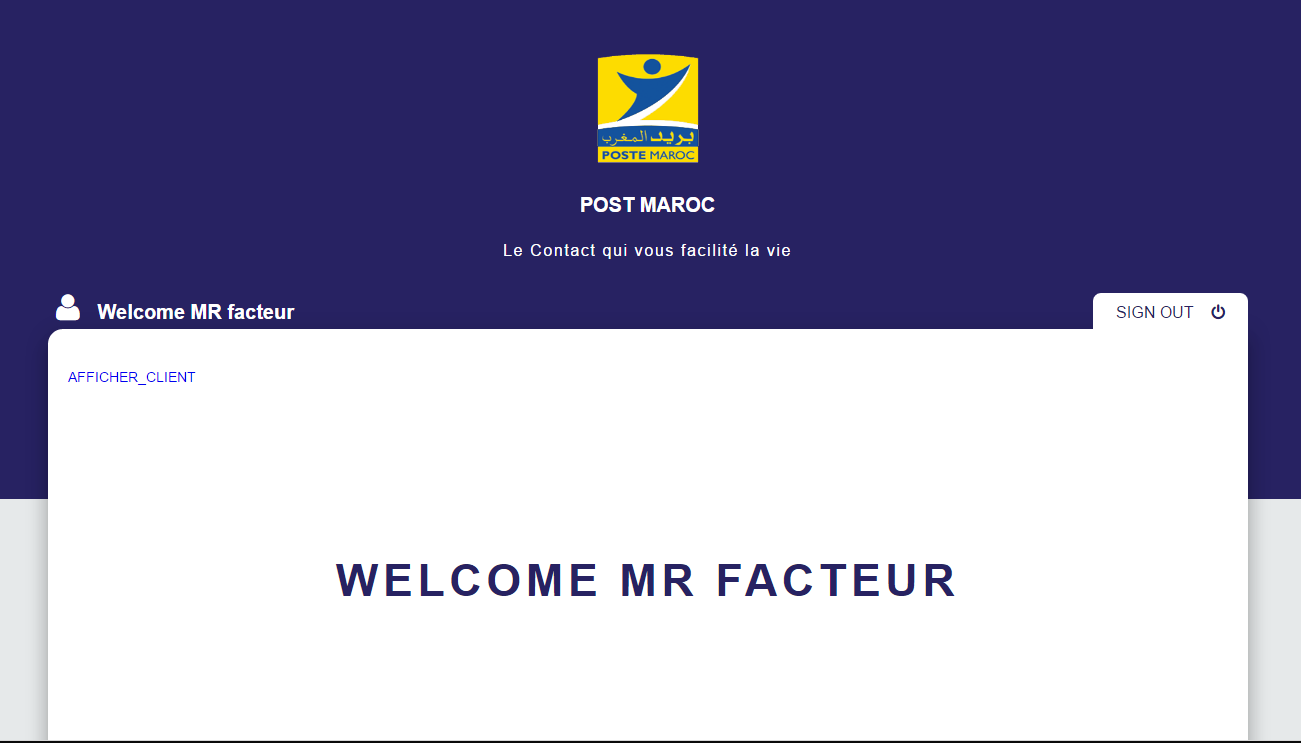 بريد المغرب
POSTE MAROC
POST MAROC
Le Contact qui vous facilité la vie
Welcome MR facteur
SIGN OUT
AFFICHER_CLIENT
WELCOME MR FACTEUR